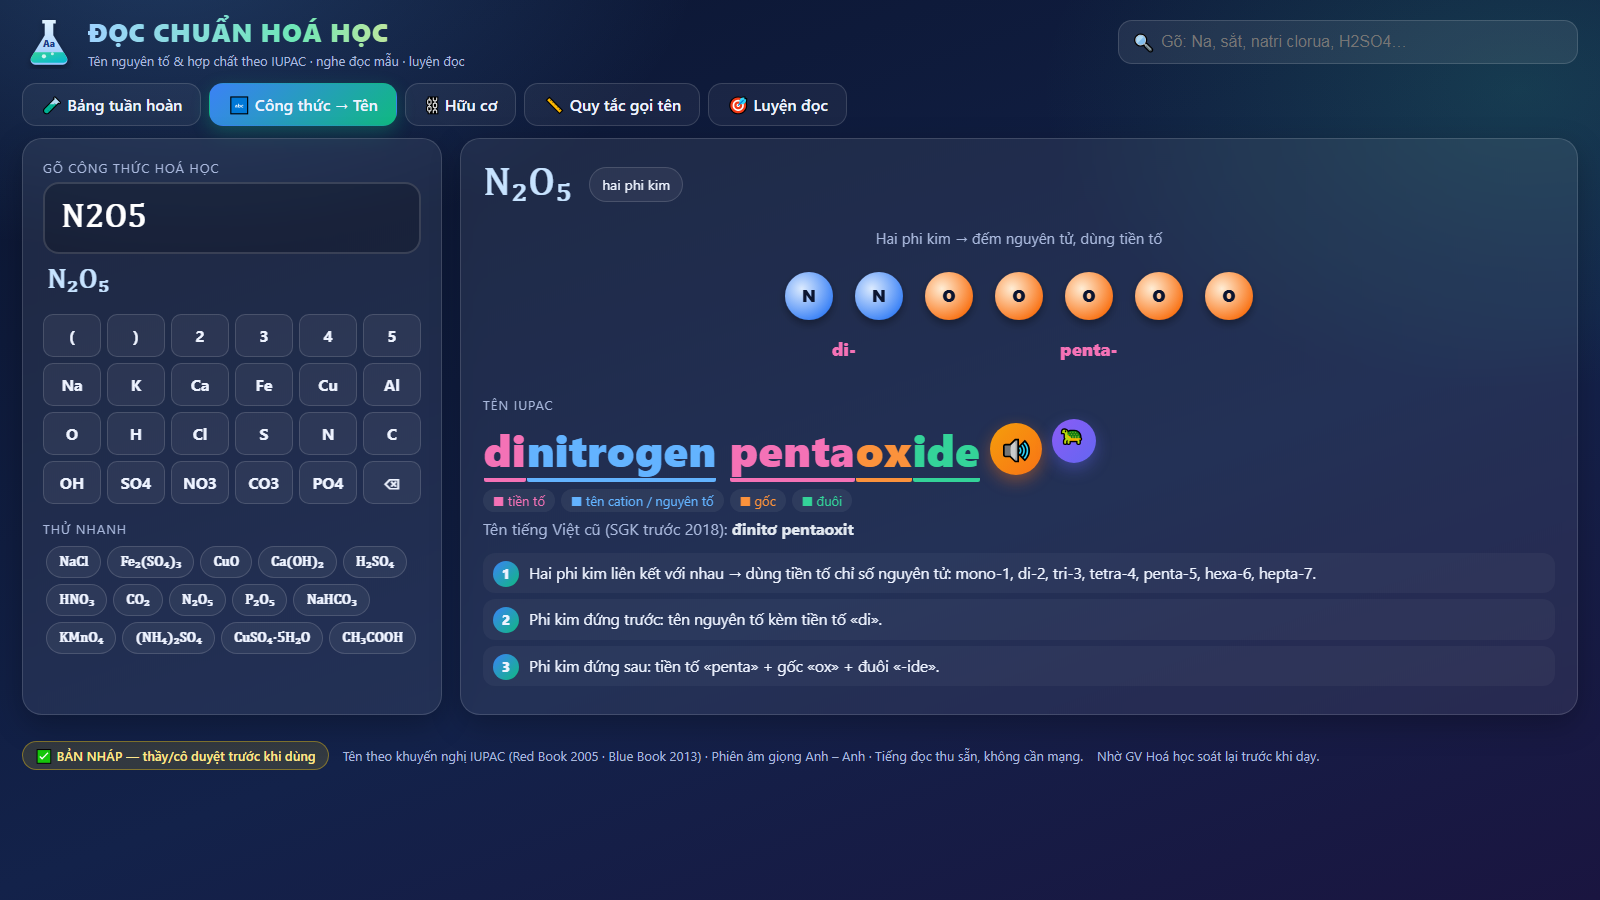 Aa
ĐỌC CHUẨN HOÁ HỌC
Tên nguyên tố & hợp chất theo IUPAC · nghe đọc mẫu · luyện đọc
Gõ: Na, sắt, natri clorua, H2SO4...
Bảng tuần hoàn
abc Công thức → Tên
Hữu cơ
Quy tắc gọi tên
Luyện đọc
GÕ CÔNG THỨC HOÁ HỌC
N2O5
N₂O₅
( ) 2 3 4 5
Na K Ca Fe Cu Al
O H Cl S N C
OH SO4 NO3 CO3 PO4 ⌫
THỬ NHANH
NaCl Fe₂(SO₄)₃ CuO Ca(OH)₂ H₂SO₄
HNO₃ CO₂ N₂O₅ P₂O₅ NaHCO₃
KMnO₄ (NH₄)₂SO₄ CuSO₄·5H₂O CH₃COOH
N₂O₅ hai phi kim
Hai phi kim → đếm nguyên tử, dùng tiền tố
N N O O O O O
di- penta-
TÊN IUPAC
dinitrogen pentaoxide
tiền tố tên cation / nguyên tố gốc đuôi
Tên tiếng Việt cũ (SGK trước 2018): đinitơ pentaoxit
1 Hai phi kim liên kết với nhau → dùng tiền tố chỉ số nguyên tử: mono-1, di-2, tri-3, tetra-4, penta-5, hexa-6, hepta-7.
2 Phi kim đứng trước: tên nguyên tố kèm tiền tố «di».
3 Phi kim đứng sau: tiền tố «penta» + gốc «ox» + đuôi «-ide».
BẢN NHÁP — thầy/cô duyệt trước khi dùng
Tên theo khuyến nghị IUPAC (Red Book 2005 · Blue Book 2013) · Phiên âm giọng Anh – Anh · Tiếng đọc thu sẵn, không cần mạng. Nhờ GV Hoá học soát lại trước khi dạy.